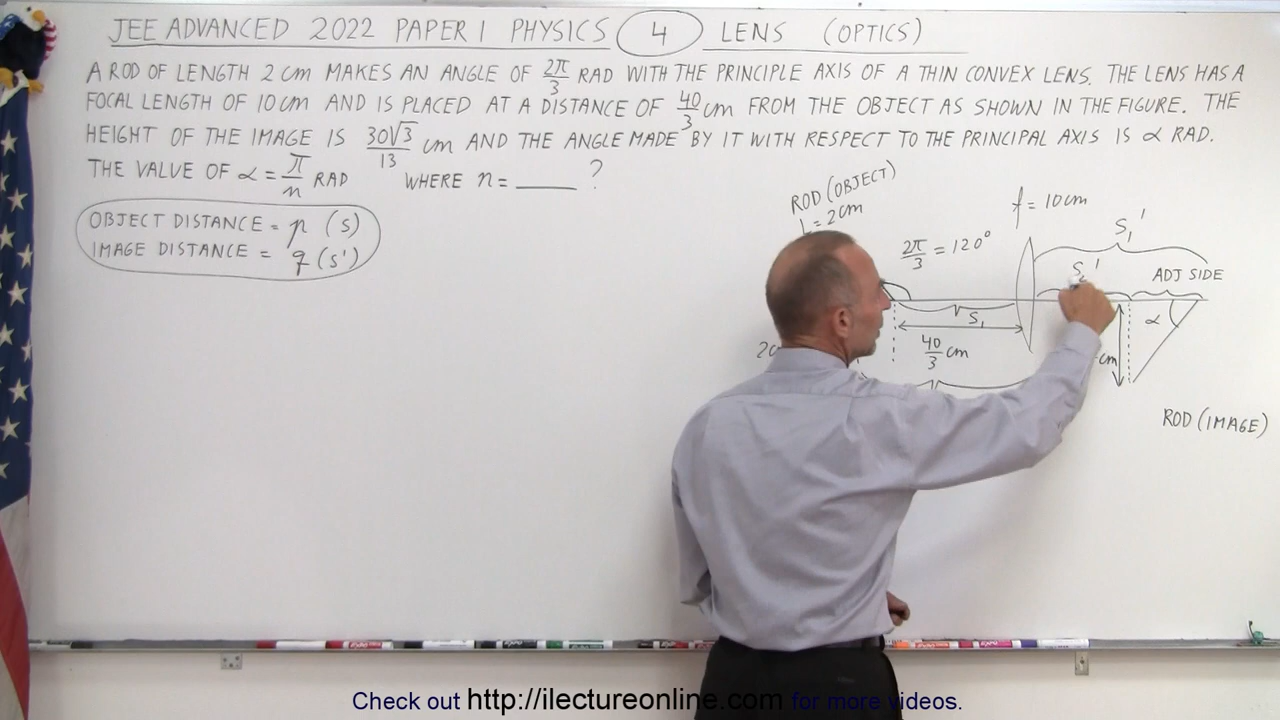 JEE ADVANCED 2022 PAPER 1 PHYSICS 4 LENS (OPTICS)
A ROD OF LENGTH 2 cm MAKES AN ANGLE OF 2π/3 RAD WITH THE PRINCIPLE AXIS OF A THIN CONVEX LENS. THE LENS HAS A
FOCAL LENGTH OF 10 cm AND IS PLACED AT A DISTANCE OF 40/3 cm FROM THE OBJECT AS SHOWN IN THE FIGURE. THE
HEIGHT OF THE IMAGE IS 30√3/13 cm AND THE ANGLE MADE BY IT WITH RESPECT TO THE PRINCIPAL AXIS IS α RAD.
THE VALUE OF α = π/n RAD WHERE n = ____ ?
OBJECT DISTANCE = p (s)
IMAGE DISTANCE = q (s')
ROD (OBJECT)
L = 2cm
f = 10cm
2π/3 = 120°
S₁'
S₂'
ADJ SIDE
S₁
α
40/3 cm
cm
ROD (IMAGE)
Check out http://ilectureonline.com for more videos.